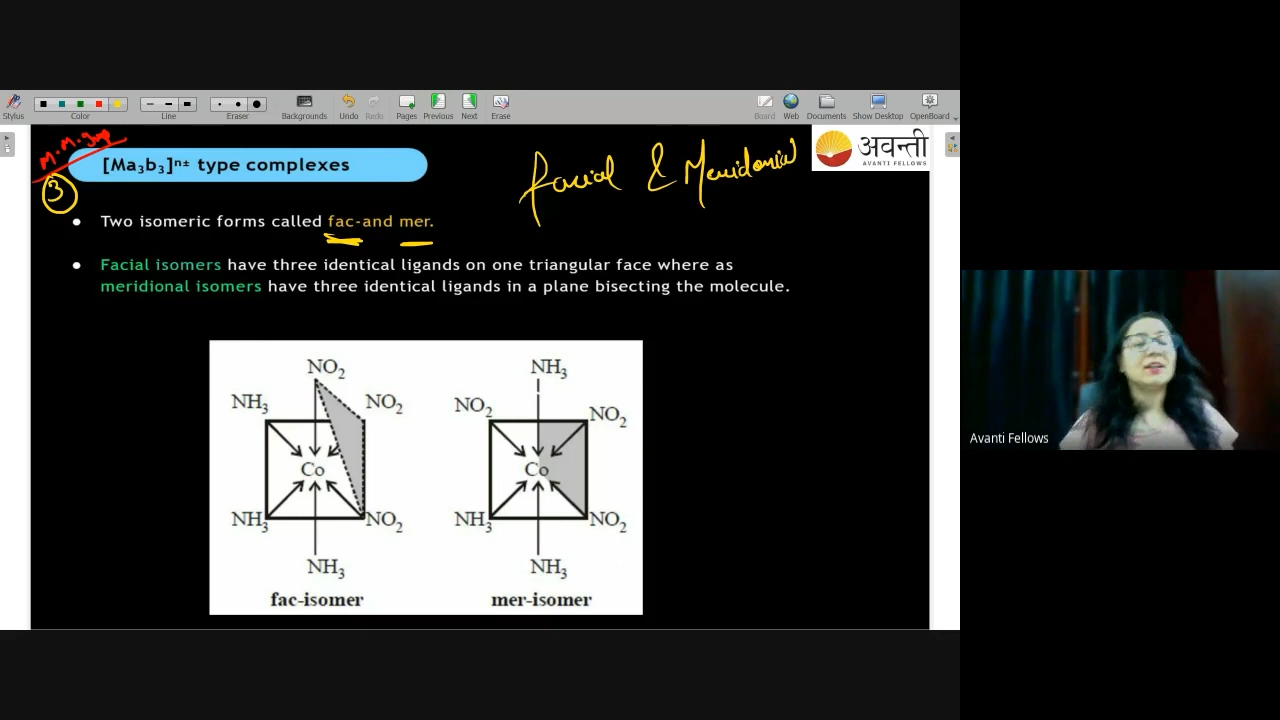 Stylus
Color
Line
Eraser
Backgrounds
Undo
Redo
Pages
Previous
Next
Erase
Board
Web
Documents
Show Desktop
OpenBoard
M.M. Imp
3
[Ma₃b₃]ⁿ± type complexes
facial & Meridonial
अवन्ती
AVANTI FELLOWS
Two isomeric forms called fac-and mer.
Facial isomers have three identical ligands on one triangular face where as
meridional isomers have three identical ligands in a plane bisecting the molecule.
NO₂
NH₃
NO₂
Co
NH₃
NO₂
NH₃
fac-isomer
NH₃
NO₂
NO₂
Co
NH₃
NO₂
NH₃
mer-isomer
Avanti Fellows